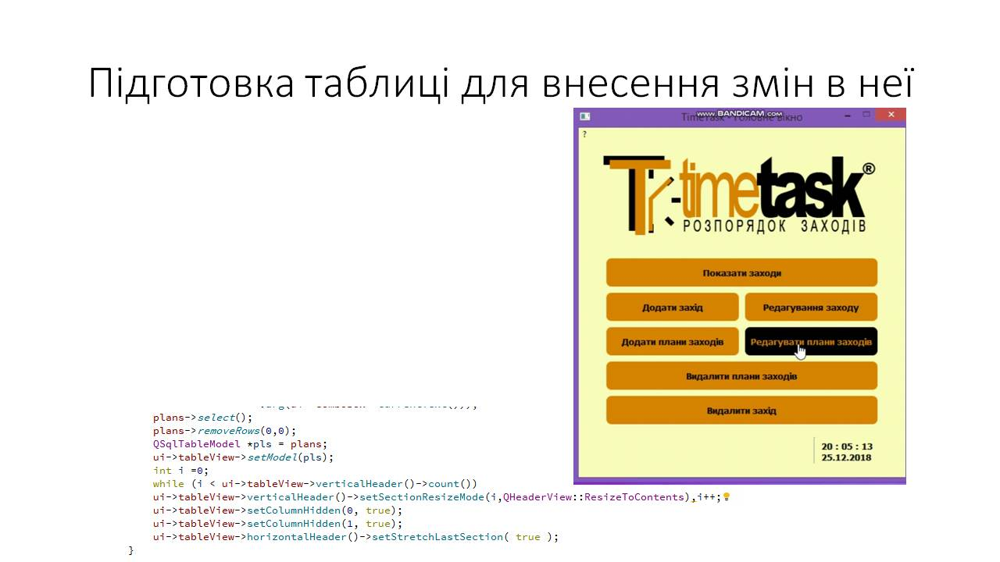 Підготовка таблиці для внесення змін в неї
www.BANDICAM.com
?
timetask®
РОЗПОРЯДОК ЗАХОДІВ
Показати заходи
Додати захід
Редагування заходу
Додати плани заходів
Редагувати плани заходів
Видалити плани заходів
Видалити захід
20 : 05 : 13
25.12.2018
plans->select();
plans->removeRows(0,0);
QSqlTableModel *pls = plans;
ui->tableView->setModel(pls);
int i =0;
while (i < ui->tableView->verticalHeader()->count())
ui->tableView->verticalHeader()->setSectionResizeMode(i,QHeaderView::ResizeToContents),i++;
ui->tableView->setColumnHidden(0, true);
ui->tableView->setColumnHidden(1, true);
ui->tableView->horizontalHeader()->setStretchLastSection( true );
}